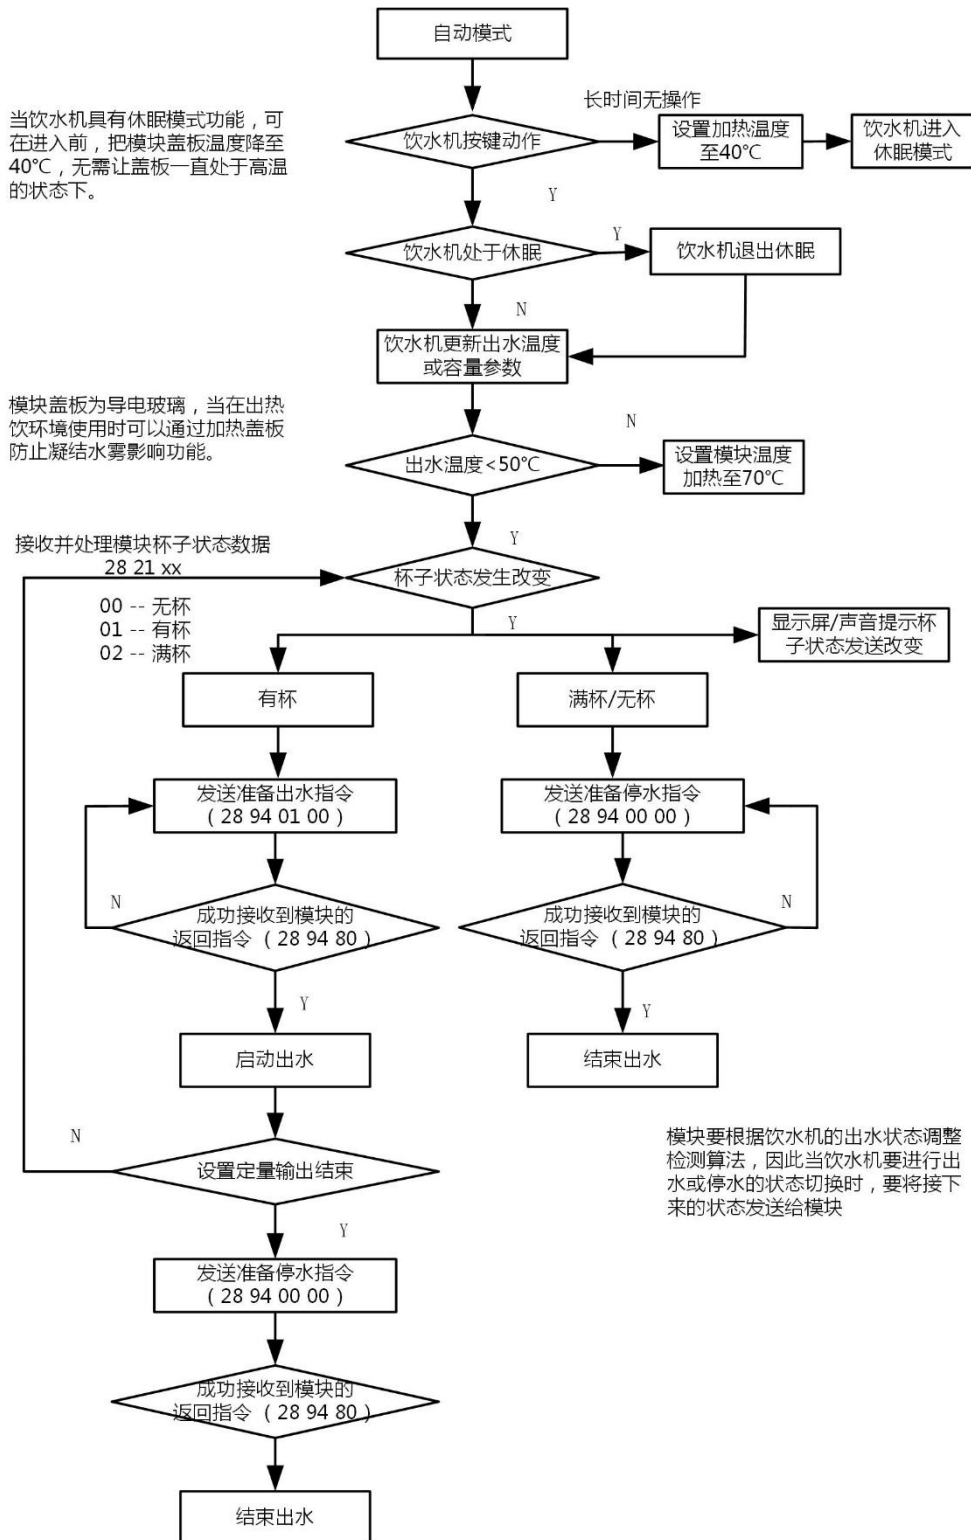 自动模式
长时间无操作
当饮水机具有休眠模式功能，可
在进入前，把模块盖板温度降至
40℃，无需让盖板一直处于高温
的状态下。
饮水机按键动作
设置加热温度
至40℃
饮水机进入
休眠模式
Y
饮水机处于休眠
Y
饮水机退出休眠
N
饮水机更新出水温度
或容量参数
模块盖板为导电玻璃，当在出热
饮环境使用时可以通过加热盖板
防止凝结水雾影响功能。
出水温度<50℃
N
设置模块温度
加热至70℃
Y
接收并处理模块杯子状态数据
28 21 xx
00 -- 无杯
01 -- 有杯
02 -- 满杯
杯子状态发生改变
Y
显示屏/声音提示杯
子状态发送改变
有杯
满杯/无杯
发送准备出水指令
（28 94 01 00）
发送准备停水指令
（28 94 00 00）
N
成功接收到模块的
返回指令（28 94 80）
成功接收到模块的
返回指令（28 94 80）
N
Y
Y
启动出水
结束出水
N
设置定量输出结束
模块要根据饮水机的出水状态调整
检测算法，因此当饮水机要进行出
水或停水的状态切换时，要将接下
来的状态发送给模块
Y
发送准备停水指令
（28 94 00 00）
成功接收到模块的
返回指令（28 94 80）
结束出水